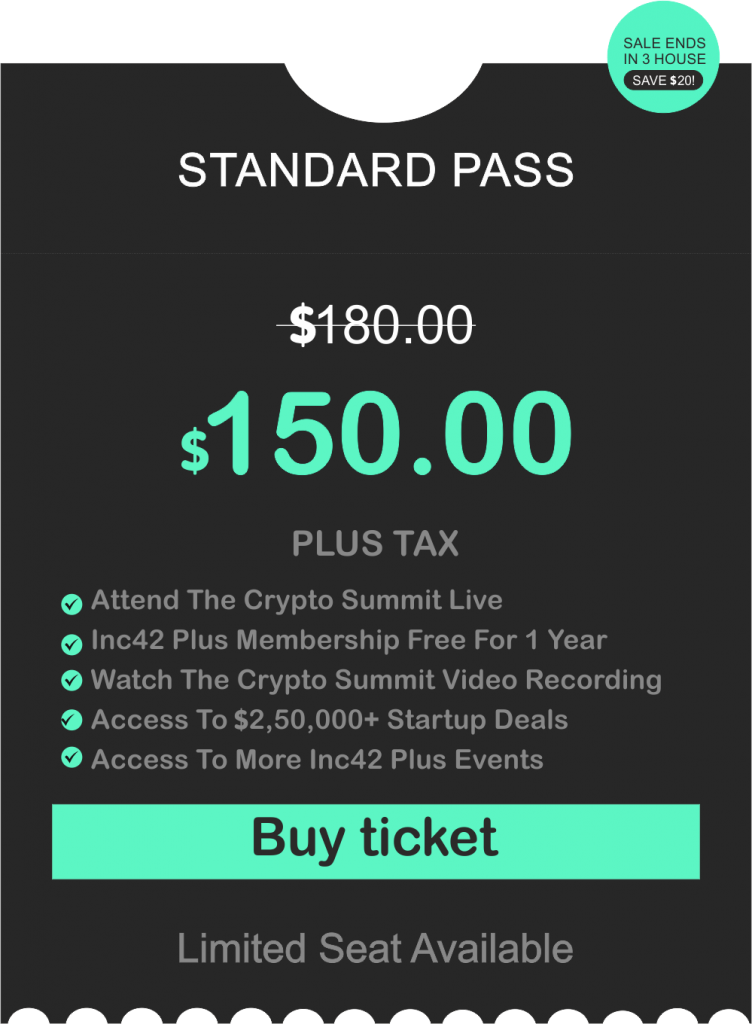 SALE ENDS
IN 3 HOUSE
SAVE $20!
STANDARD PASS
$180.00
$150.00
PLUS TAX
Attend The Crypto Summit Live
Inc42 Plus Membership Free For 1 Year
Watch The Crypto Summit Video Recording
Access To $2,50,000+ Startup Deals
Access To More Inc42 Plus Events
Buy ticket
Limited Seat Available